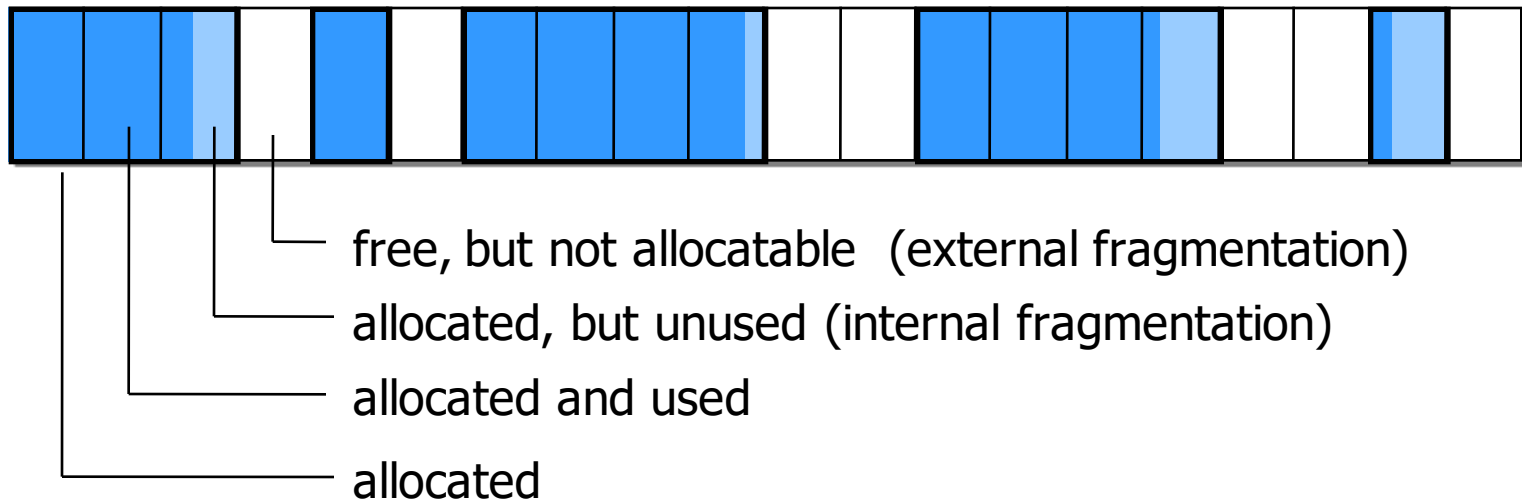 free, but not allocatable (external fragmentation)
allocated, but unused (internal fragmentation)
allocated and used
allocated